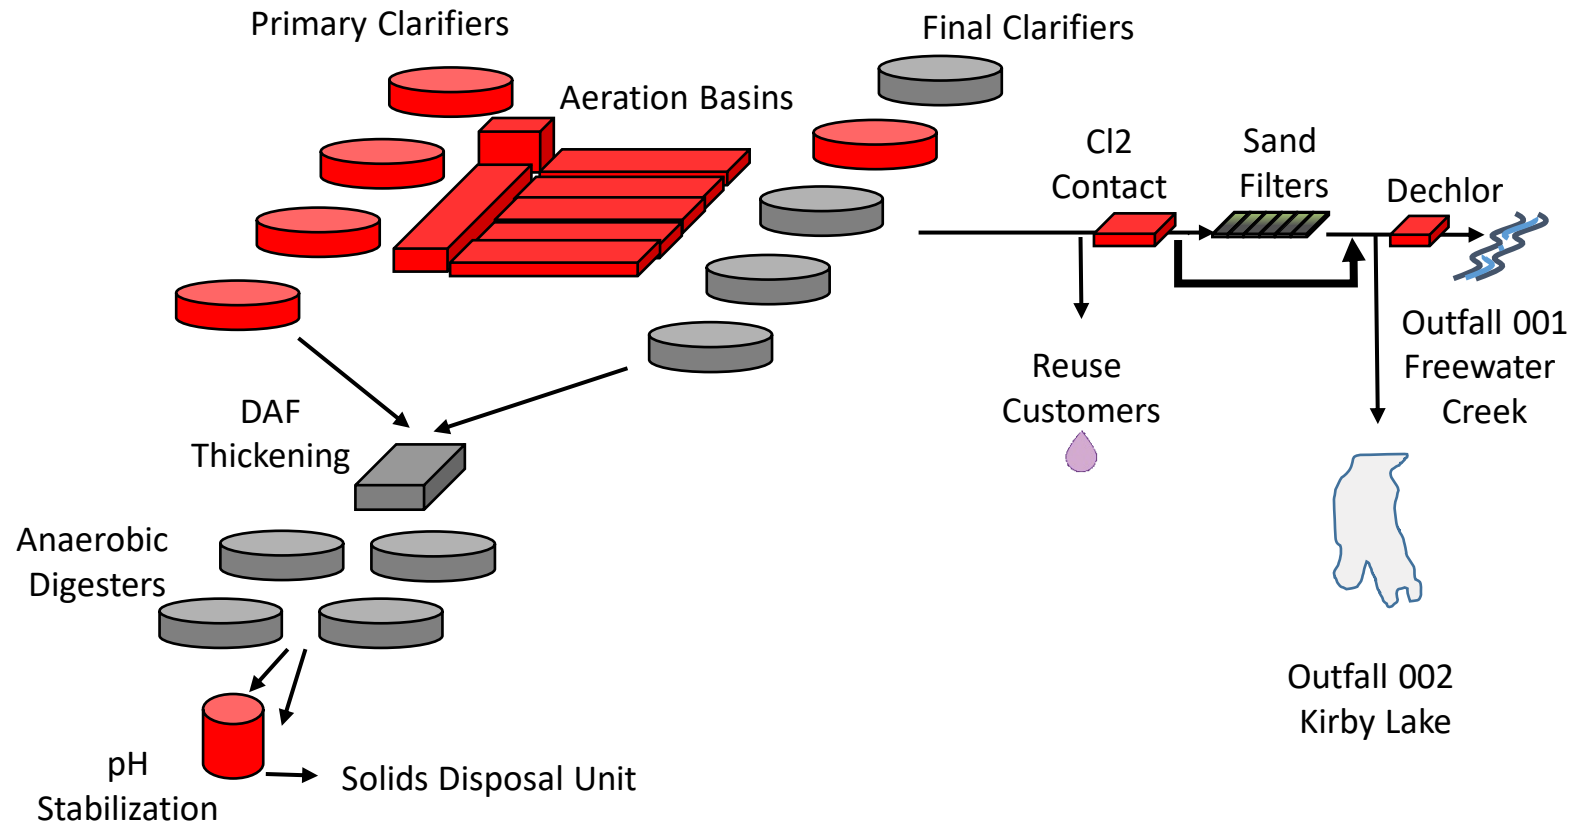 Primary Clarifiers
Final Clarifiers
Aeration Basins
Cl2
Contact
Sand
Filters
Dechlor
Outfall 001
Freewater
Creek
Reuse
Customers
DAF
Thickening
Anaerobic
Digesters
Outfall 002
Kirby Lake
pH
Stabilization
Solids Disposal Unit